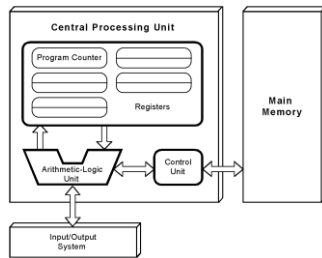 Central Processing Unit
Program Counter
Registers
Main
Memory
Arithmetic-Logic
Unit
Control
Unit
Input/Output
System